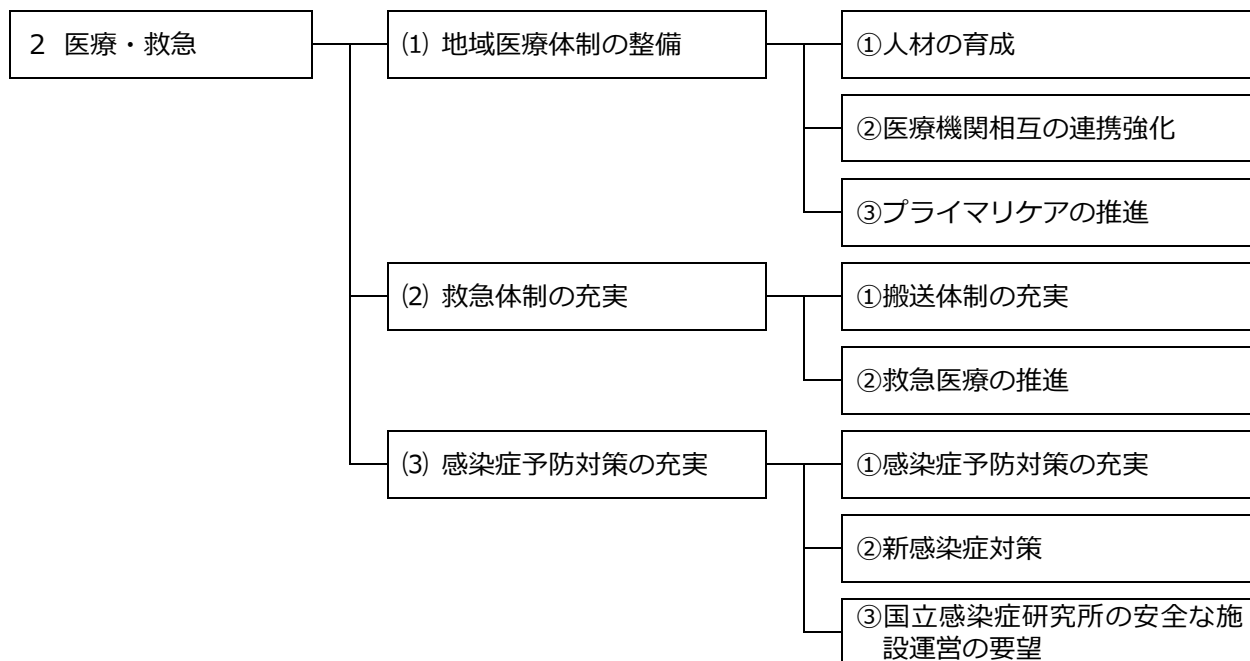 2 医療・救急
⑴ 地域医療体制の整備
①人材の育成
②医療機関相互の連携強化
③プライマリケアの推進
⑵ 救急体制の充実
①搬送体制の充実
②救急医療の推進
⑶ 感染症予防対策の充実
①感染症予防対策の充実
②新感染症対策
③国立感染症研究所の安全な施
設運営の要望